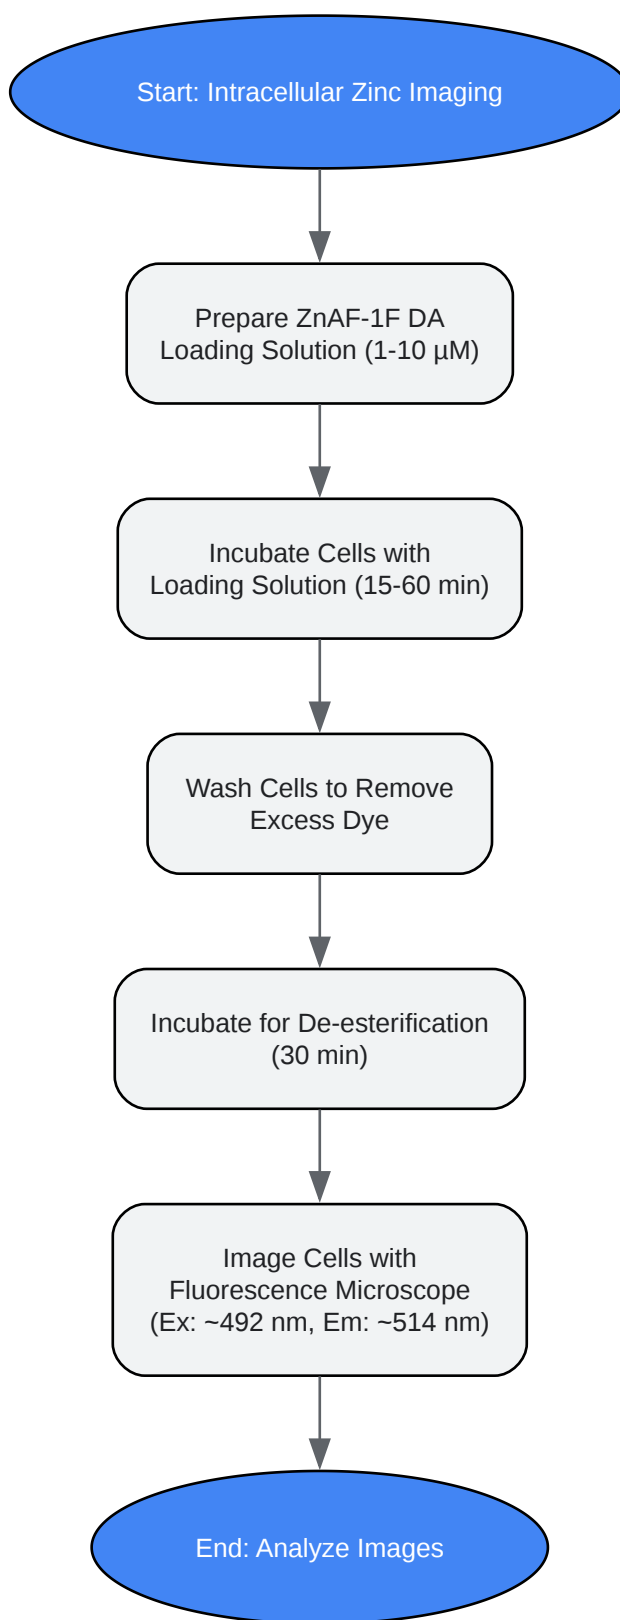 Start: Intracellular Zinc Imaging
Prepare ZnAF-1F DA
Loading Solution (1-10 µM)
Incubate Cells with
Loading Solution (15-60 min)
Wash Cells to Remove
Excess Dye
Incubate for De-esterification
(30 min)
Image Cells with
Fluorescence Microscope
(Ex: ~492 nm, Em: ~514 nm)
End: Analyze Images